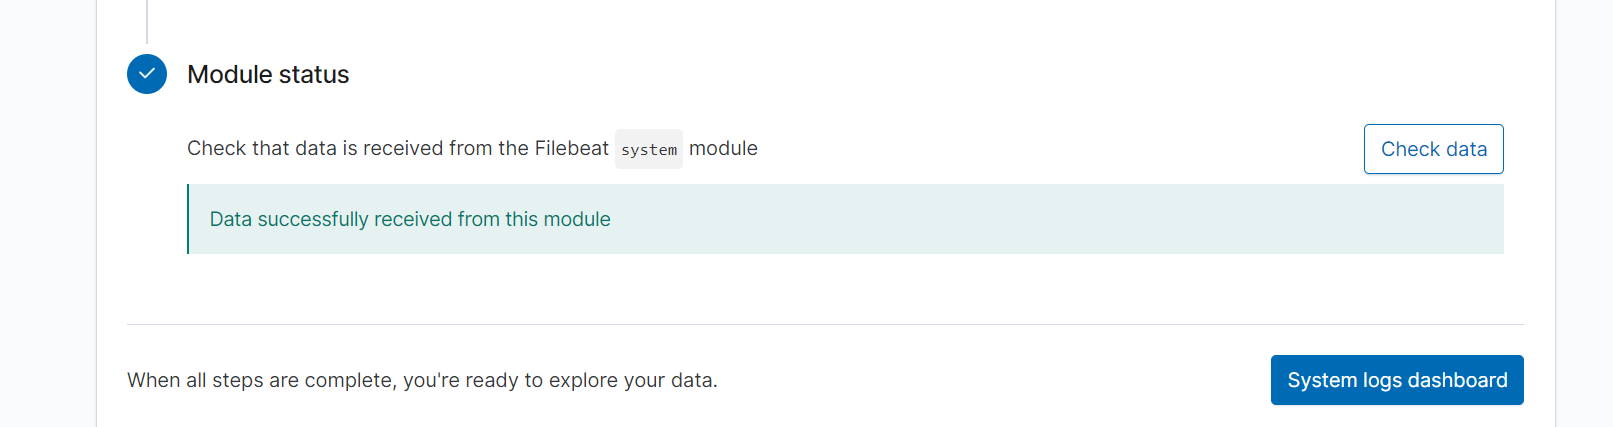 Module status
Check that data is received from the Filebeat system module
Check data
Data successfully received from this module
When all steps are complete, you're ready to explore your data.
System logs dashboard